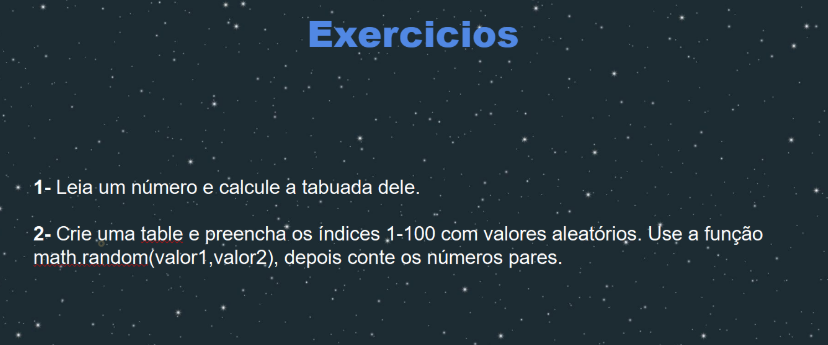 Exercicios
1- Leia um número e calcule a tabuada dele.
2- Crie uma table e preencha os índices 1-100 com valores aleatórios. Use a função
math.random(valor1,valor2), depois conte os números pares.